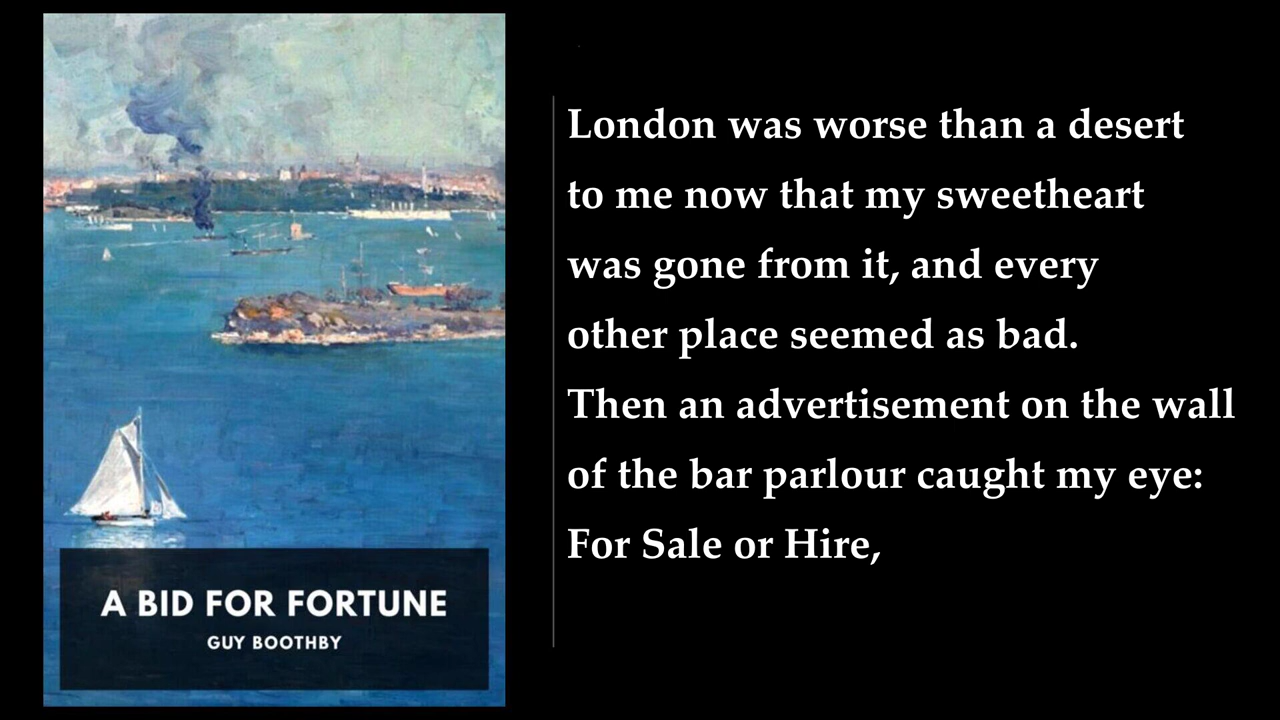 A BID FOR FORTUNE
GUY BOOTHBY
London was worse than a desert
to me now that my sweetheart
was gone from it, and every
other place seemed as bad.
Then an advertisement on the wall
of the bar parlour caught my eye:
For Sale or Hire,